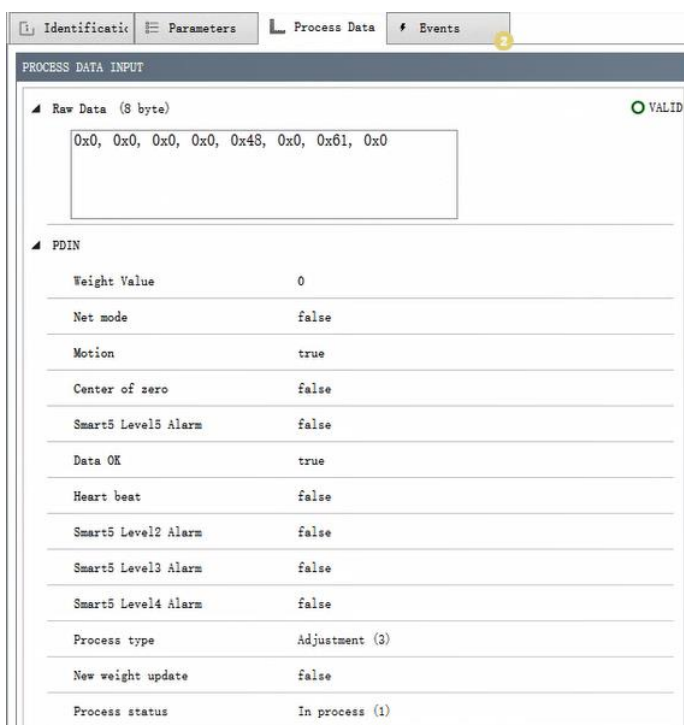 Identificatic Parameters Process Data Events 2
PROCESS DATA INPUT
Raw Data (8 byte) VALID
0x0, 0x0, 0x0, 0x0, 0x48, 0x0, 0x61, 0x0
PDIN
Weight Value 0
Net mode false
Motion true
Center of zero false
Smart5 Level5 Alarm false
Data OK true
Heart beat false
Smart5 Level2 Alarm false
Smart5 Level3 Alarm false
Smart5 Level4 Alarm false
Process type Adjustment (3)
New weight update false
Process status In process (1)